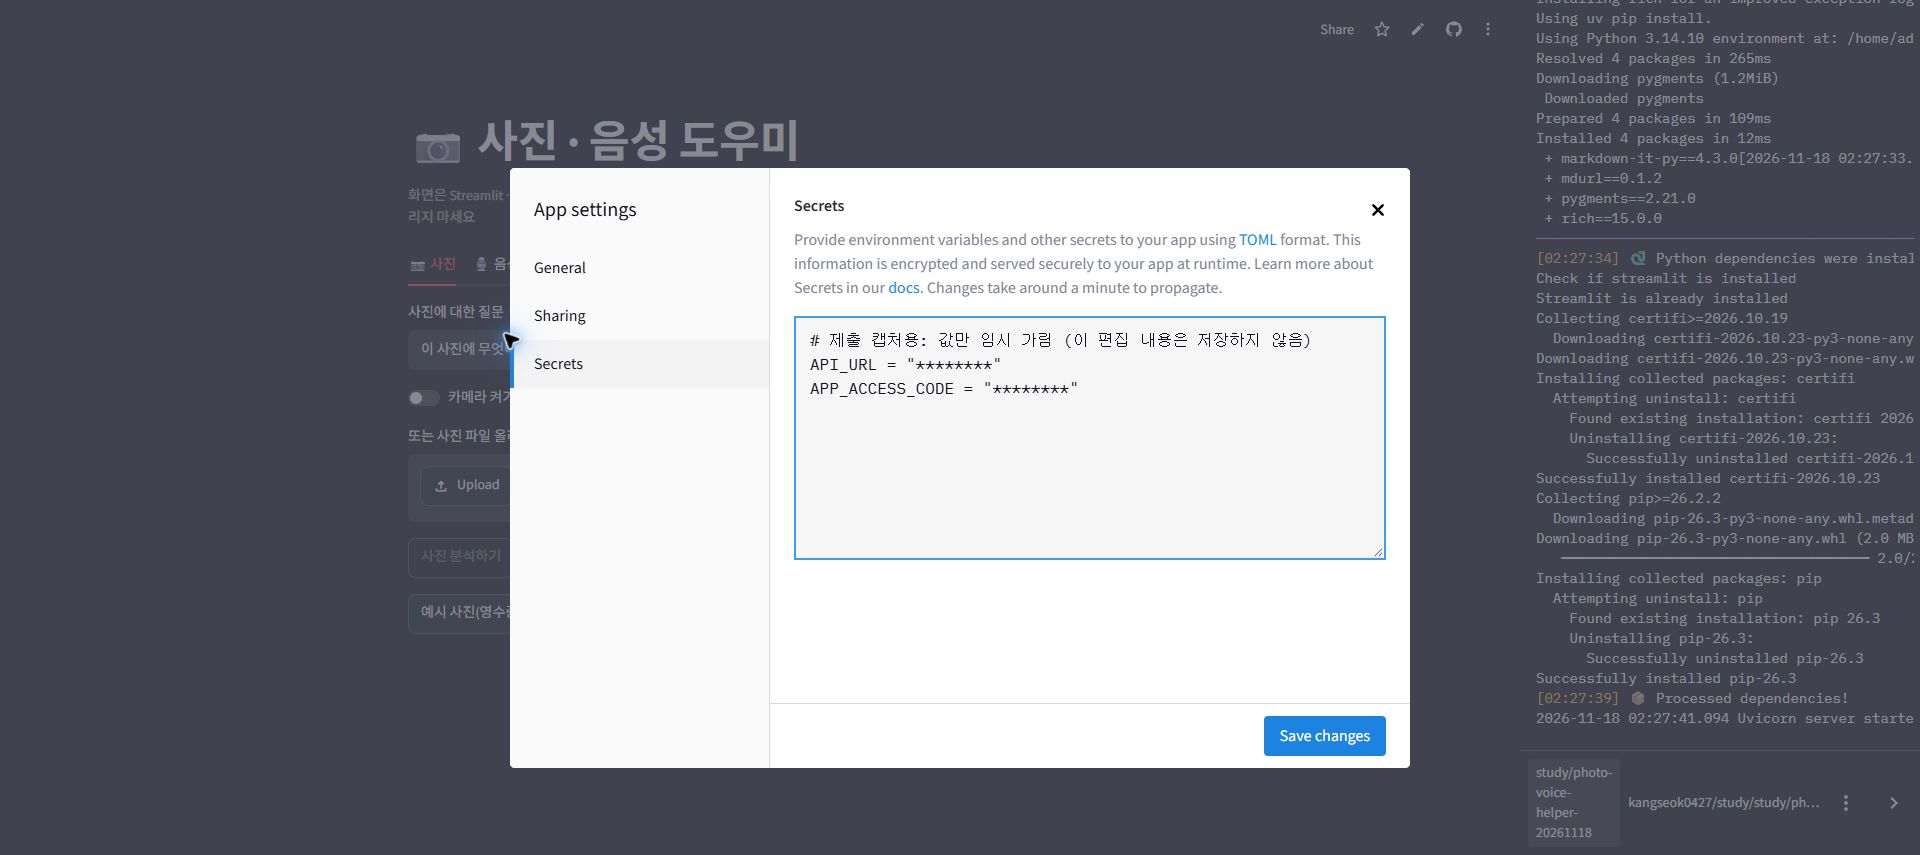 Share
사진 · 음성 도우미
화면은 Streamlit ·
리지 마세요
사진
음성
사진에 대한 질문
이 사진에 무엇
카메라 켜기
또는 사진 파일 올리
Upload
사진 분석하기
예시 사진(영수증
App settings
General
Sharing
Secrets
Secrets
Provide environment variables and other secrets to your app using TOML format. This
information is encrypted and served securely to your app at runtime. Learn more about
Secrets in our docs. Changes take around a minute to propagate.
# 제출 캡처용: 값만 임시 가림 (이 편집 내용은 저장하지 않음)
API_URL = "********"
APP_ACCESS_CODE = "********"
Save changes
Installing rich for an improved exception log
Using uv pip install.
Using Python 3.14.10 environment at: /home/ad
Resolved 4 packages in 265ms
Downloading pygments (1.2MiB)
Downloaded pygments
Prepared 4 packages in 109ms
Installed 4 packages in 12ms
+ markdown-it-py==4.3.0[2026-11-18 02:27:33.
+ mdurl==0.1.2
+ pygments==2.21.0
+ rich==15.0.0
[02:27:34] Python dependencies were instal
Check if streamlit is installed
Streamlit is already installed
Collecting certifi>=2026.10.19
Downloading certifi-2026.10.23-py3-none-any
Downloading certifi-2026.10.23-py3-none-any.w
Installing collected packages: certifi
Attempting uninstall: certifi
Found existing installation: certifi 2026
Uninstalling certifi-2026.10.23:
Successfully uninstalled certifi-2026.1
Successfully installed certifi-2026.10.23
Collecting pip>=26.2.2
Downloading pip-26.3-py3-none-any.whl.metad
Downloading pip-26.3-py3-none-any.whl (2.0 MB
2.0/2
Installing collected packages: pip
Attempting uninstall: pip
Found existing installation: pip 26.3
Uninstalling pip-26.3:
Successfully uninstalled pip-26.3
Successfully installed pip-26.3
[02:27:39] Processed dependencies!
2026-11-18 02:27:41.094 Uvicorn server starte
study/photo-
voice-
helper-
20261118
kangseok0427/study/study/ph…